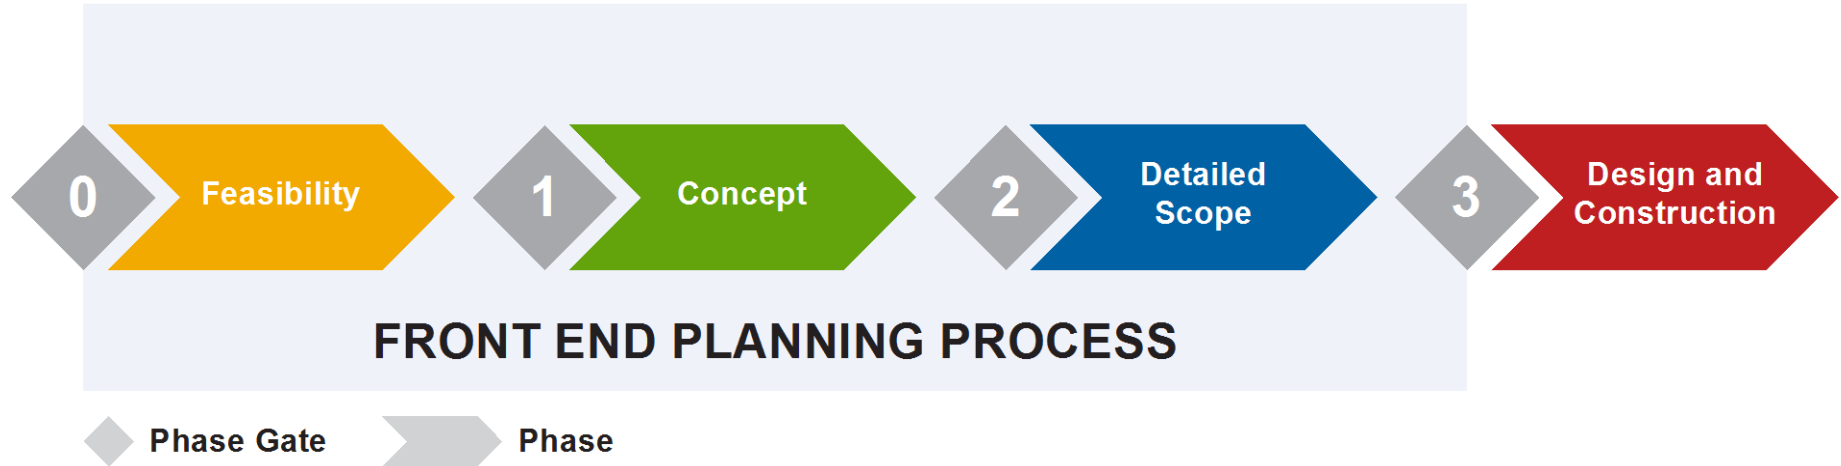 0
Feasibility
1
Concept
2
Detailed
Scope
3
Design and
Construction
FRONT END PLANNING PROCESS
Phase Gate
Phase